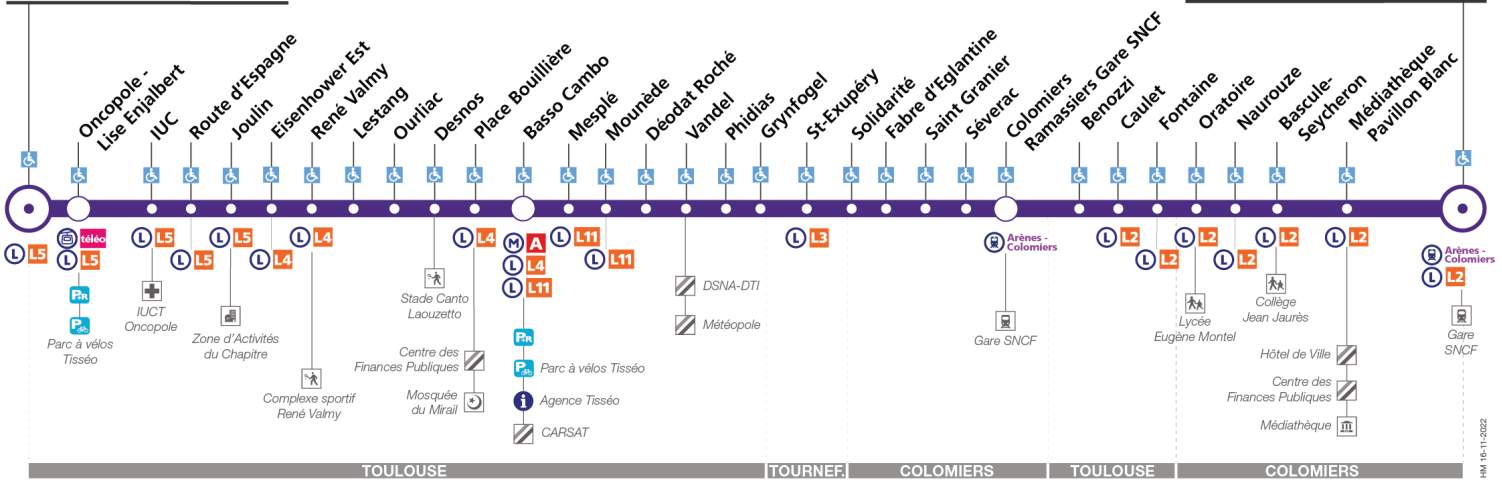 Oncopole -
Lise Enjalbert
IUC
Route d'Espagne
Joulin
Eisenhower Est
René Valmy
Lestang
Ourliac
Desnos
Place Bouillière
Basso Cambo
Mesplé
Mounède
Déodat Roché
Vandel
Phidias
Grynfogel
St-Exupéry
Solidarité
Fabre d'Eglantine
Saint Granier
Séverac
Colomiers
Ramassiers Gare SNCF
Benozzi
Caulet
Fontaine
Oratoire
Naurouze
Bascule-
Seycheron
Médiathèque
Pavillon Blanc
L L5
téléo
L L5
P+R
P
Parc à vélos
Tisséo
L L5
IUCT
Oncopole
L L5
L L5
Zone d'Activités
du Chapitre
L L4
L L4
Complexe sportif
René Valmy
Stade Canto
Laouzetto
L L4
Centre des
Finances Publiques
Mosquée
du Mirail
M A
L L4
L L11
P+R
P Parc à vélos Tisséo
i Agence Tisséo
CARSAT
L L11
L L11
DSNA-DTI
Météopole
L L3
Arènes -
Colomiers
Gare SNCF
L L2
L L2
L L2
Lycée
Eugène Montel
L L2
L L2
Collège
Jean Jaurès
L L2
Hôtel de Ville
Centre des
Finances Publiques
Médiathèque
Arènes -
Colomiers
L L2
Gare
SNCF
TOULOUSE
TOURNEF.
COLOMIERS
TOULOUSE
COLOMIERS
HM 16-11-2022